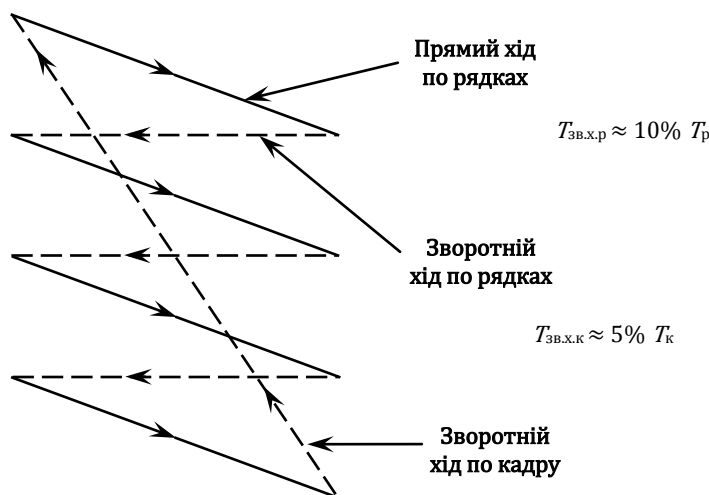 Прямий хід
по рядках
Tзв.х.р ≈ 10% Tр
Зворотній
хід по рядках
Tзв.х.к ≈ 5% Tк
Зворотній
хід по кадру